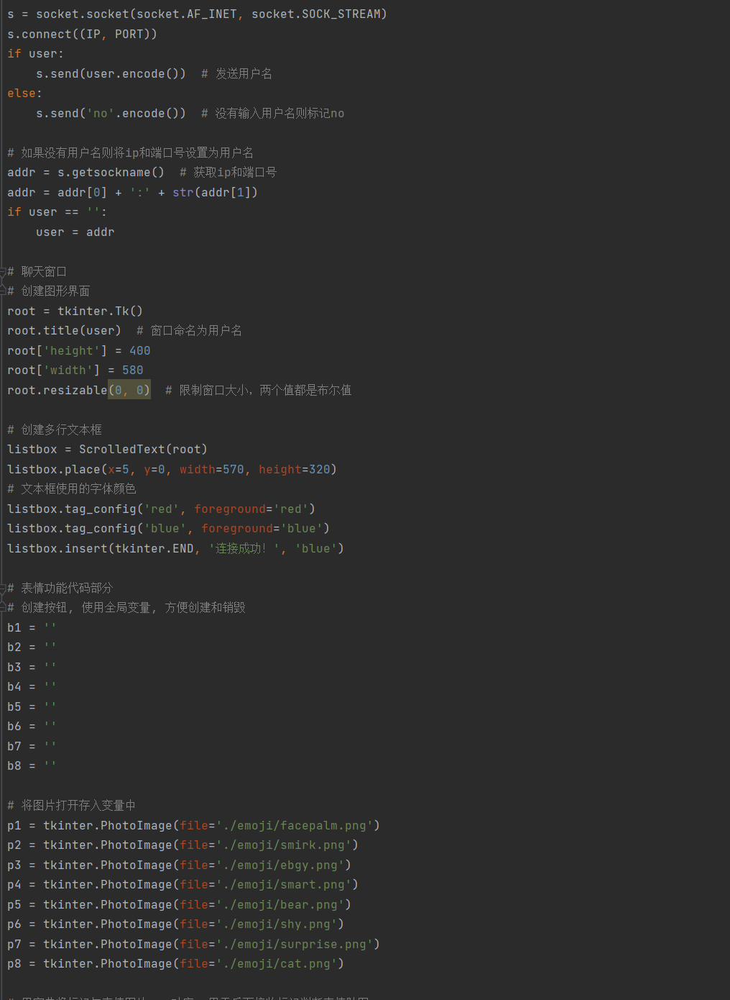 s = socket.socket(socket.AF_INET, socket.SOCK_STREAM)
s.connect((IP, PORT))
if user:
    s.send(user.encode())  # 发送用户名
else:
    s.send('no'.encode())  # 没有输入用户名则标记no
# 如果没有用户名则将ip和端口号设置为用户名
addr = s.getsockname()  # 获取ip和端口号
addr = addr[0] + ':' + str(addr[1])
if user == '':
    user = addr
# 聊天窗口
# 创建图形界面
root = tkinter.Tk()
root.title(user)  # 窗口命名为用户名
root['height'] = 400
root['width'] = 580
root.resizable(0, 0)  # 限制窗口大小，两个值都是布尔值
# 创建多行文本框
listbox = ScrolledText(root)
listbox.place(x=5, y=0, width=570, height=320)
# 文本框使用的字体颜色
listbox.tag_config('red', foreground='red')
listbox.tag_config('blue', foreground='blue')
listbox.insert(tkinter.END, '连接成功！', 'blue')
# 表情功能代码部分
# 创建按钮, 使用全局变量, 方便创建和销毁
b1 = ''
b2 = ''
b3 = ''
b4 = ''
b5 = ''
b6 = ''
b7 = ''
b8 = ''
# 将图片打开存入变量中
p1 = tkinter.PhotoImage(file='./emoji/facepalm.png')
p2 = tkinter.PhotoImage(file='./emoji/smirk.png')
p3 = tkinter.PhotoImage(file='./emoji/ebgy.png')
p4 = tkinter.PhotoImage(file='./emoji/smart.png')
p5 = tkinter.PhotoImage(file='./emoji/bear.png')
p6 = tkinter.PhotoImage(file='./emoji/shy.png')
p7 = tkinter.PhotoImage(file='./emoji/surprise.png')
p8 = tkinter.PhotoImage(file='./emoji/cat.png')